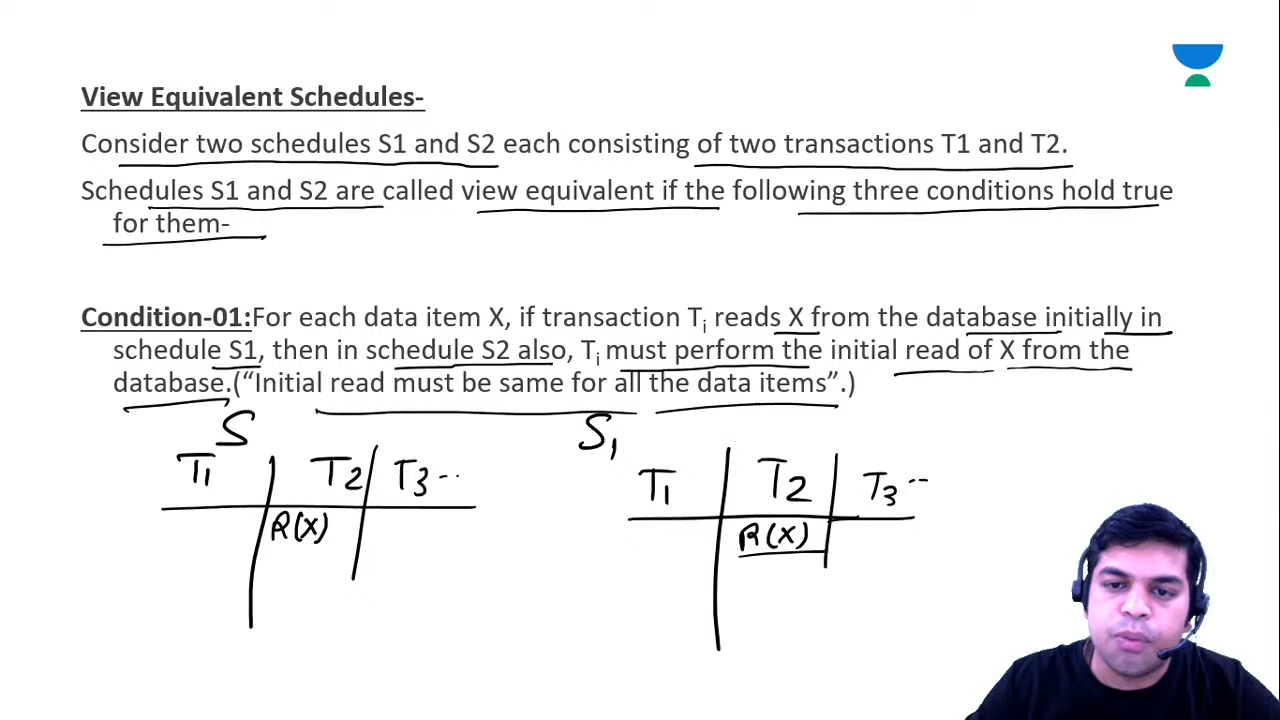 View Equivalent Schedules-
Consider two schedules S1 and S2 each consisting of two transactions T1 and T2.
Schedules S1 and S2 are called view equivalent if the following three conditions hold true
for them-
Condition-01:For each data item X, if transaction Ti reads X from the database initially in
schedule S1, then in schedule S2 also, Ti must perform the initial read of X from the
database.(“Initial read must be same for all the data items”.)
S S1
T1 T2 T3-- T1 T2 T3--
R(X) R(X)